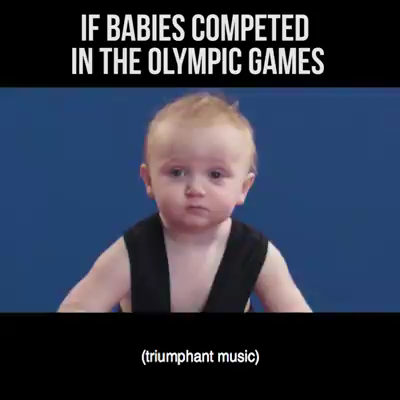 IF BABIES COMPETED
IN THE OLYMPIC GAMES
(triumphant music)